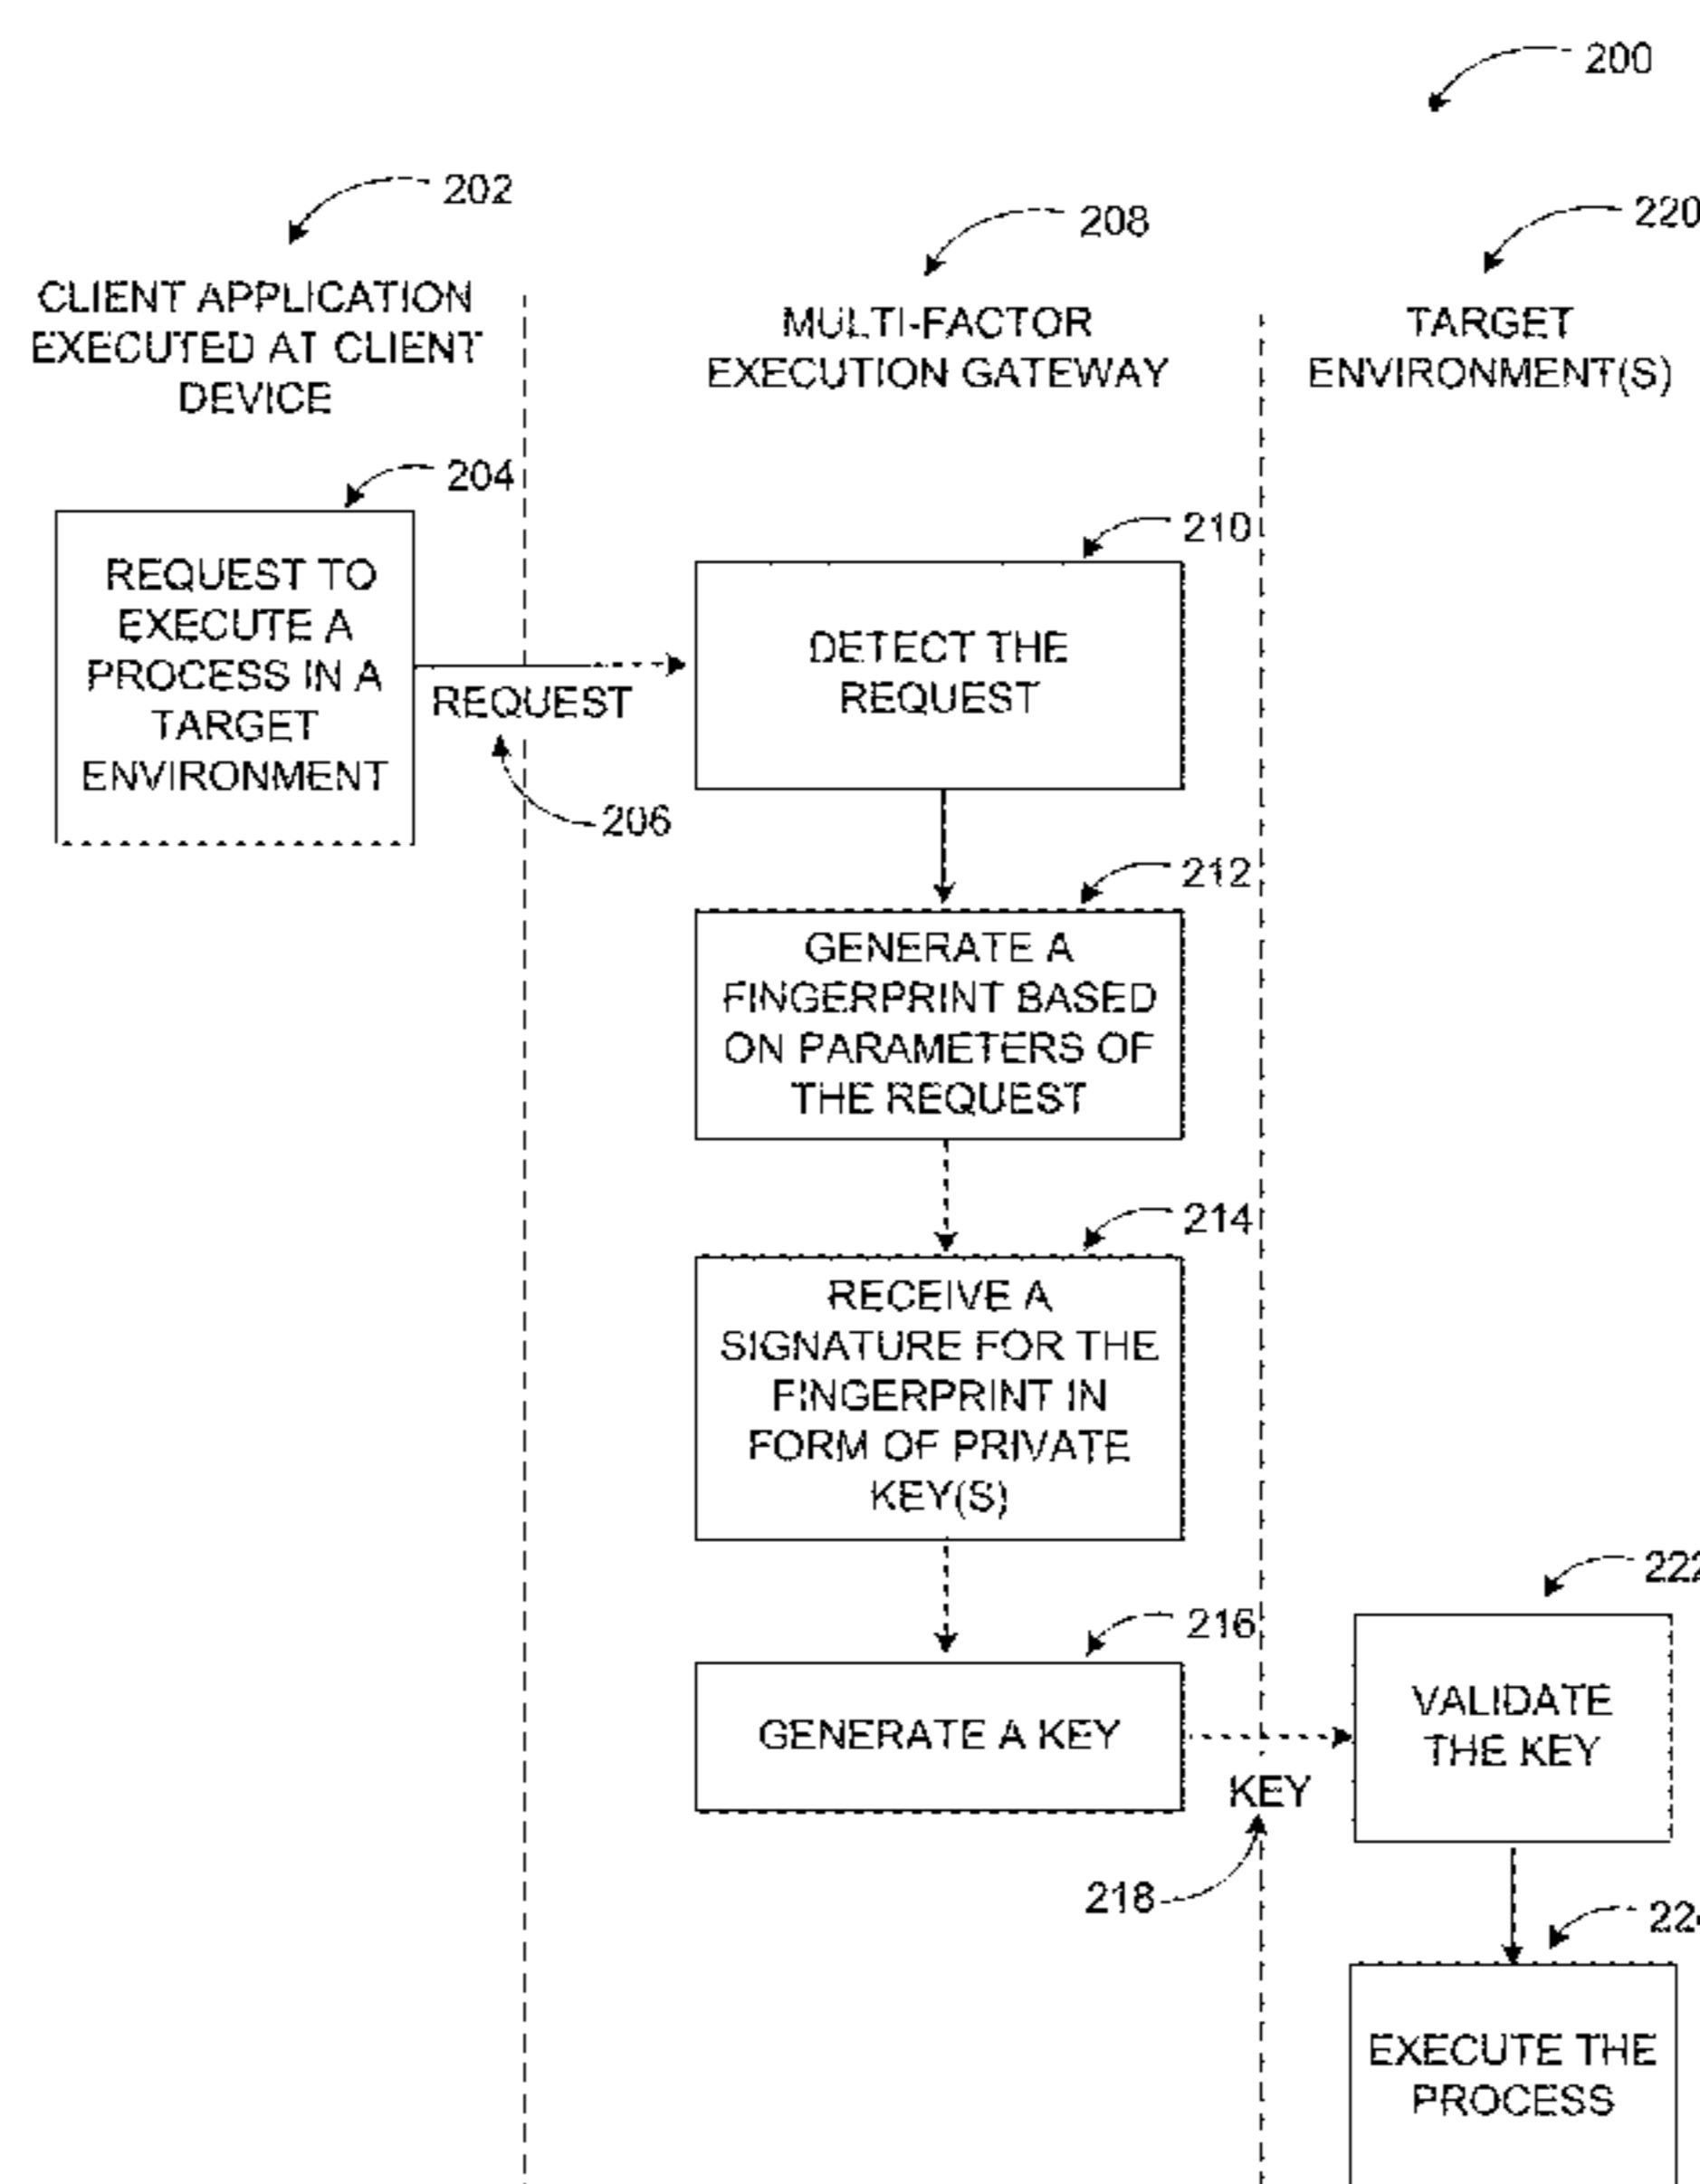 200
202
208
220
CLIENT APPLICATION
EXECUTED AT CLIENT
DEVICE
MULTI-FACTOR
EXECUTION GATEWAY
TARGET
ENVIRONMENT(S)
204
REQUEST TO
EXECUTE A
PROCESS IN A
TARGET
ENVIRONMENT
REQUEST
206
210
DETECT THE
REQUEST
212
GENERATE A
FINGERPRINT BASED
ON PARAMETERS OF
THE REQUEST
214
RECEIVE A
SIGNATURE FOR THE
FINGERPRINT IN
FORM OF PRIVATE
KEY(S)
216
GENERATE A KEY
KEY
218
222
VALIDATE
THE KEY
EXECUTE THE
PROCESS